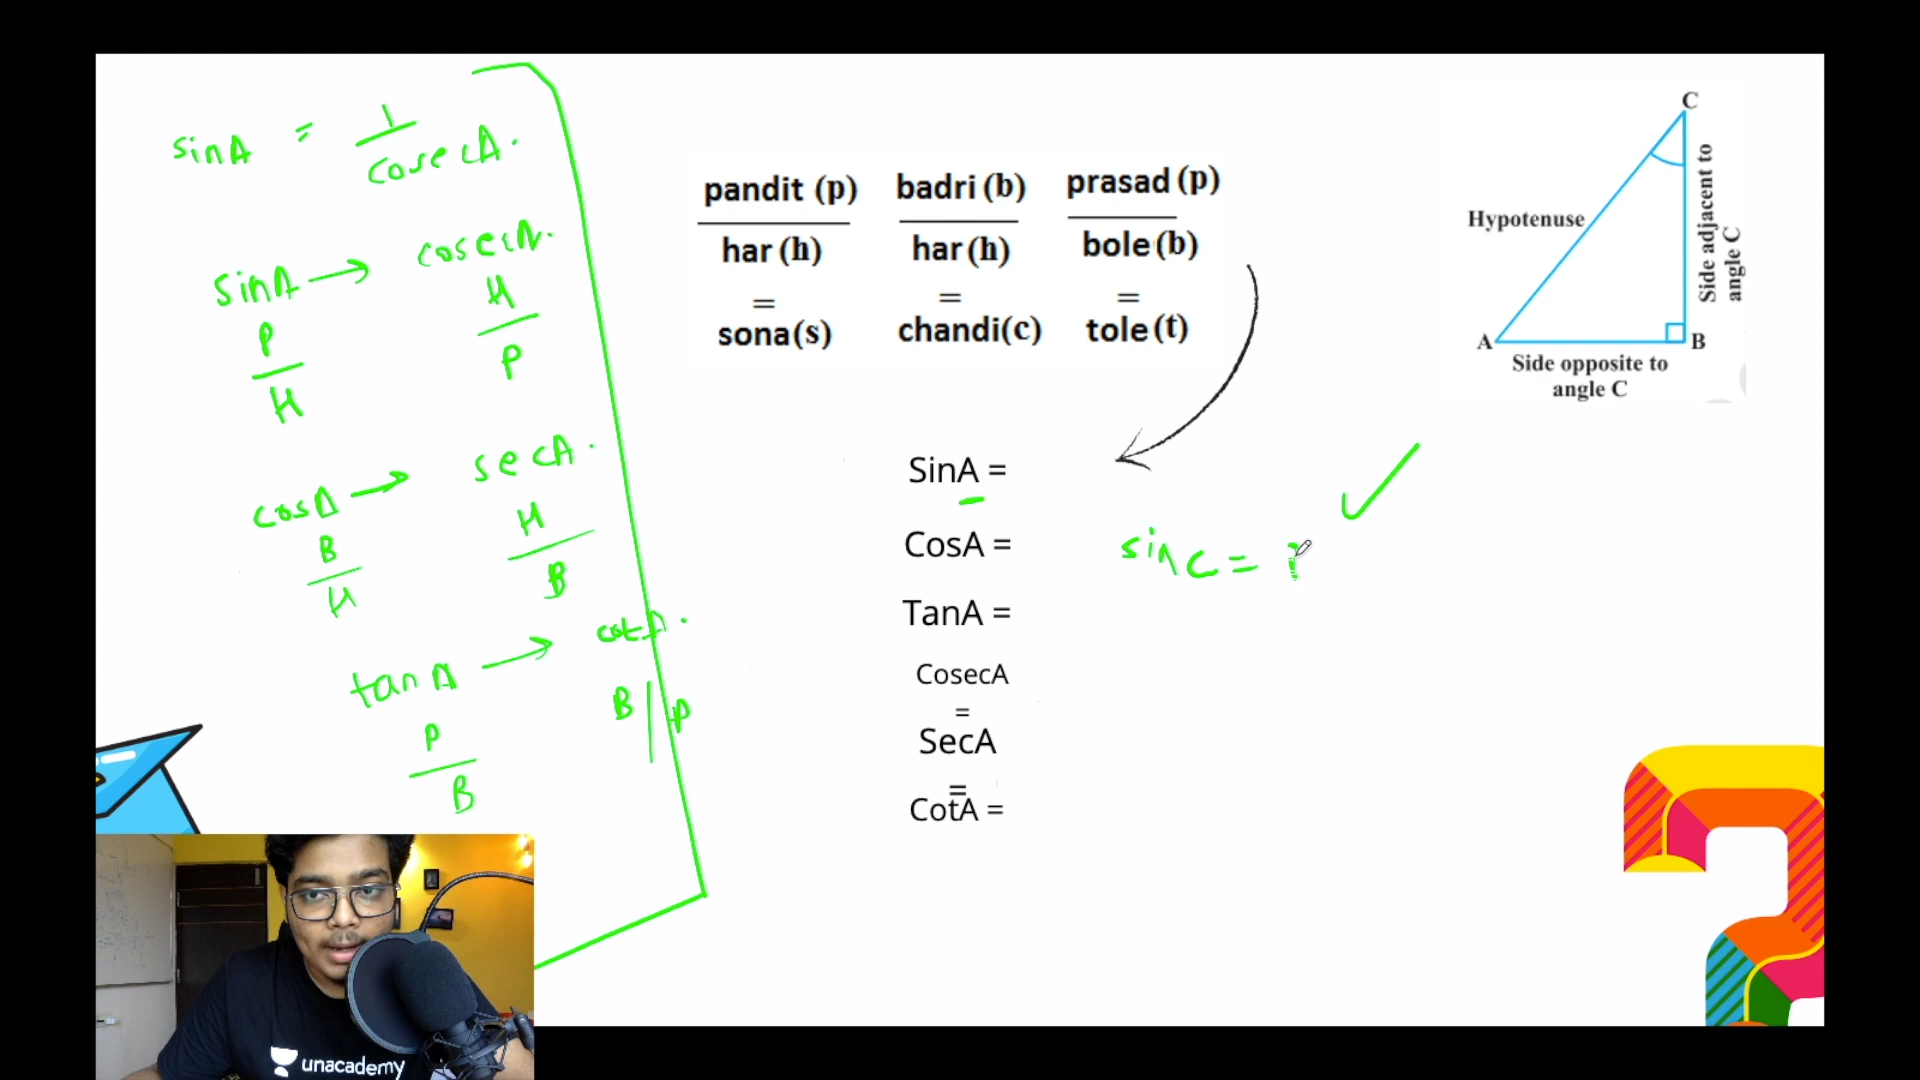 sinA = 1
cosecA.
sinA → cosecA.
P
H
H
P
cosA → secA.
B
H
H
B
tanA → cotA.
P
B
B | P
pandit (p) badri (b) prasad (p)
har (h) har (h) bole (b)
= = =
sona(s) chandi(c) tole (t)
SinA =
CosA =
TanA =
CosecA
=
SecA
=
CotA =
sin C =
C
Hypotenuse
Side adjacent to
angle C
A
B
Side opposite to
angle C
unacademy